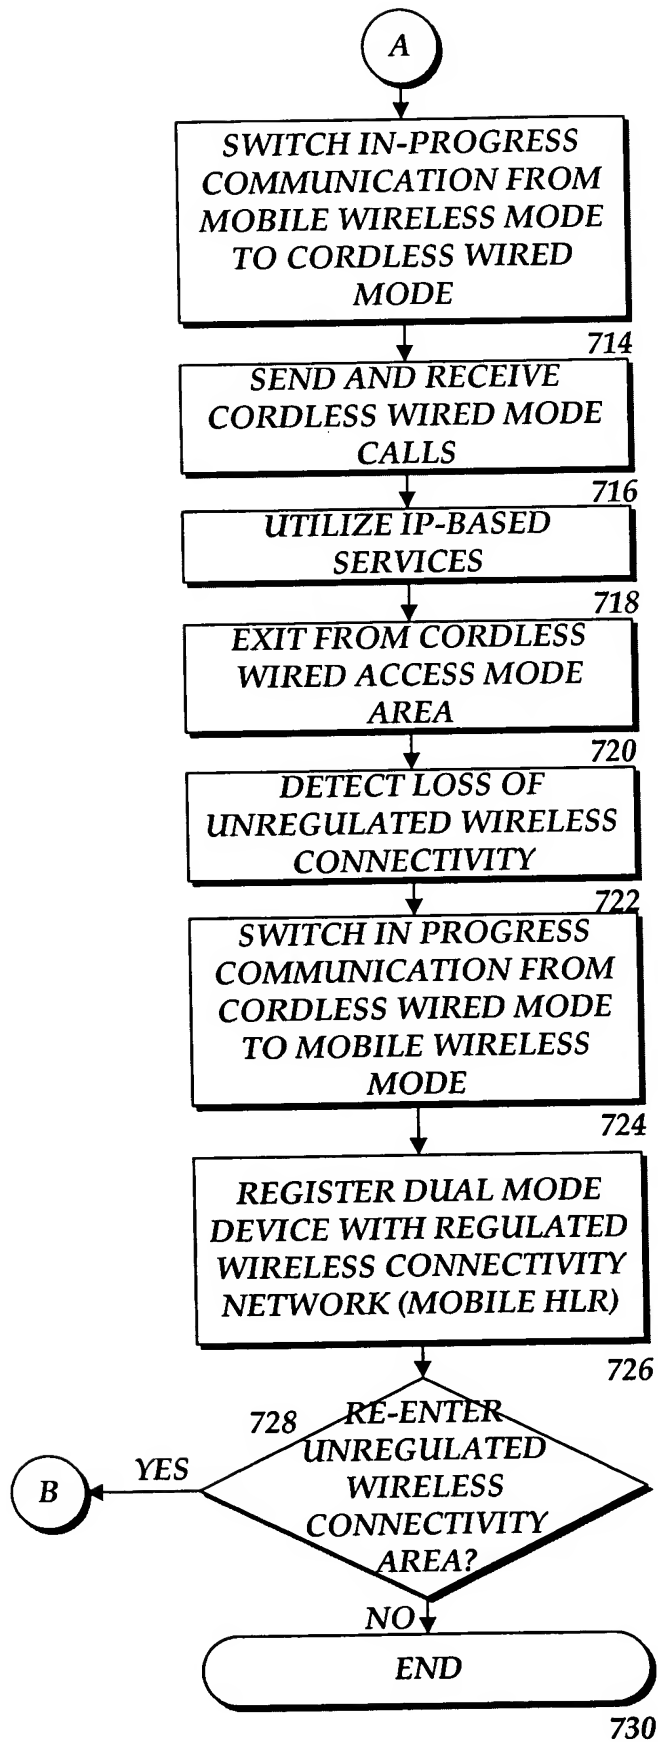 A
SWITCH IN-PROGRESS
COMMUNICATION FROM
MOBILE WIRELESS MODE
TO CORDLESS WIRED
MODE
714
SEND AND RECEIVE
CORDLESS WIRED MODE
CALLS
716
UTILIZE IP-BASED
SERVICES
718
EXIT FROM CORDLESS
WIRED ACCESS MODE
AREA
720
DETECT LOSS OF
UNREGULATED WIRELESS
CONNECTIVITY
722
SWITCH IN PROGRESS
COMMUNICATION FROM
CORDLESS WIRED MODE
TO MOBILE WIRELESS
MODE
724
REGISTER DUAL MODE
DEVICE WITH REGULATED
WIRELESS CONNECTIVITY
NETWORK (MOBILE HLR)
726
728
RE-ENTER
UNREGULATED
WIRELESS
CONNECTIVITY
AREA?
YES
B
NO
END
730